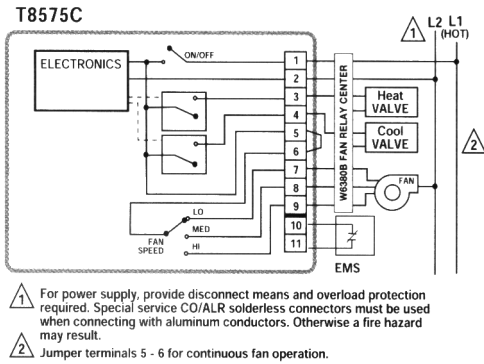 T8575C
1 L2 L1
(HOT)
ELECTRONICS
ON/OFF
1
2
3
4
5
6
7
8
9
10
11
W6380B FAN RELAY CENTER
Heat
VALVE
Cool
VALVE
2
FAN
LO
MED
HI
FAN
SPEED
EMS
1 For power supply, provide disconnect means and overload protection
required. Special service CO/ALR solderless connectors must be used
when connecting with aluminum conductors. Otherwise a fire hazard
may result.
2 Jumper terminals 5 - 6 for continuous fan operation.